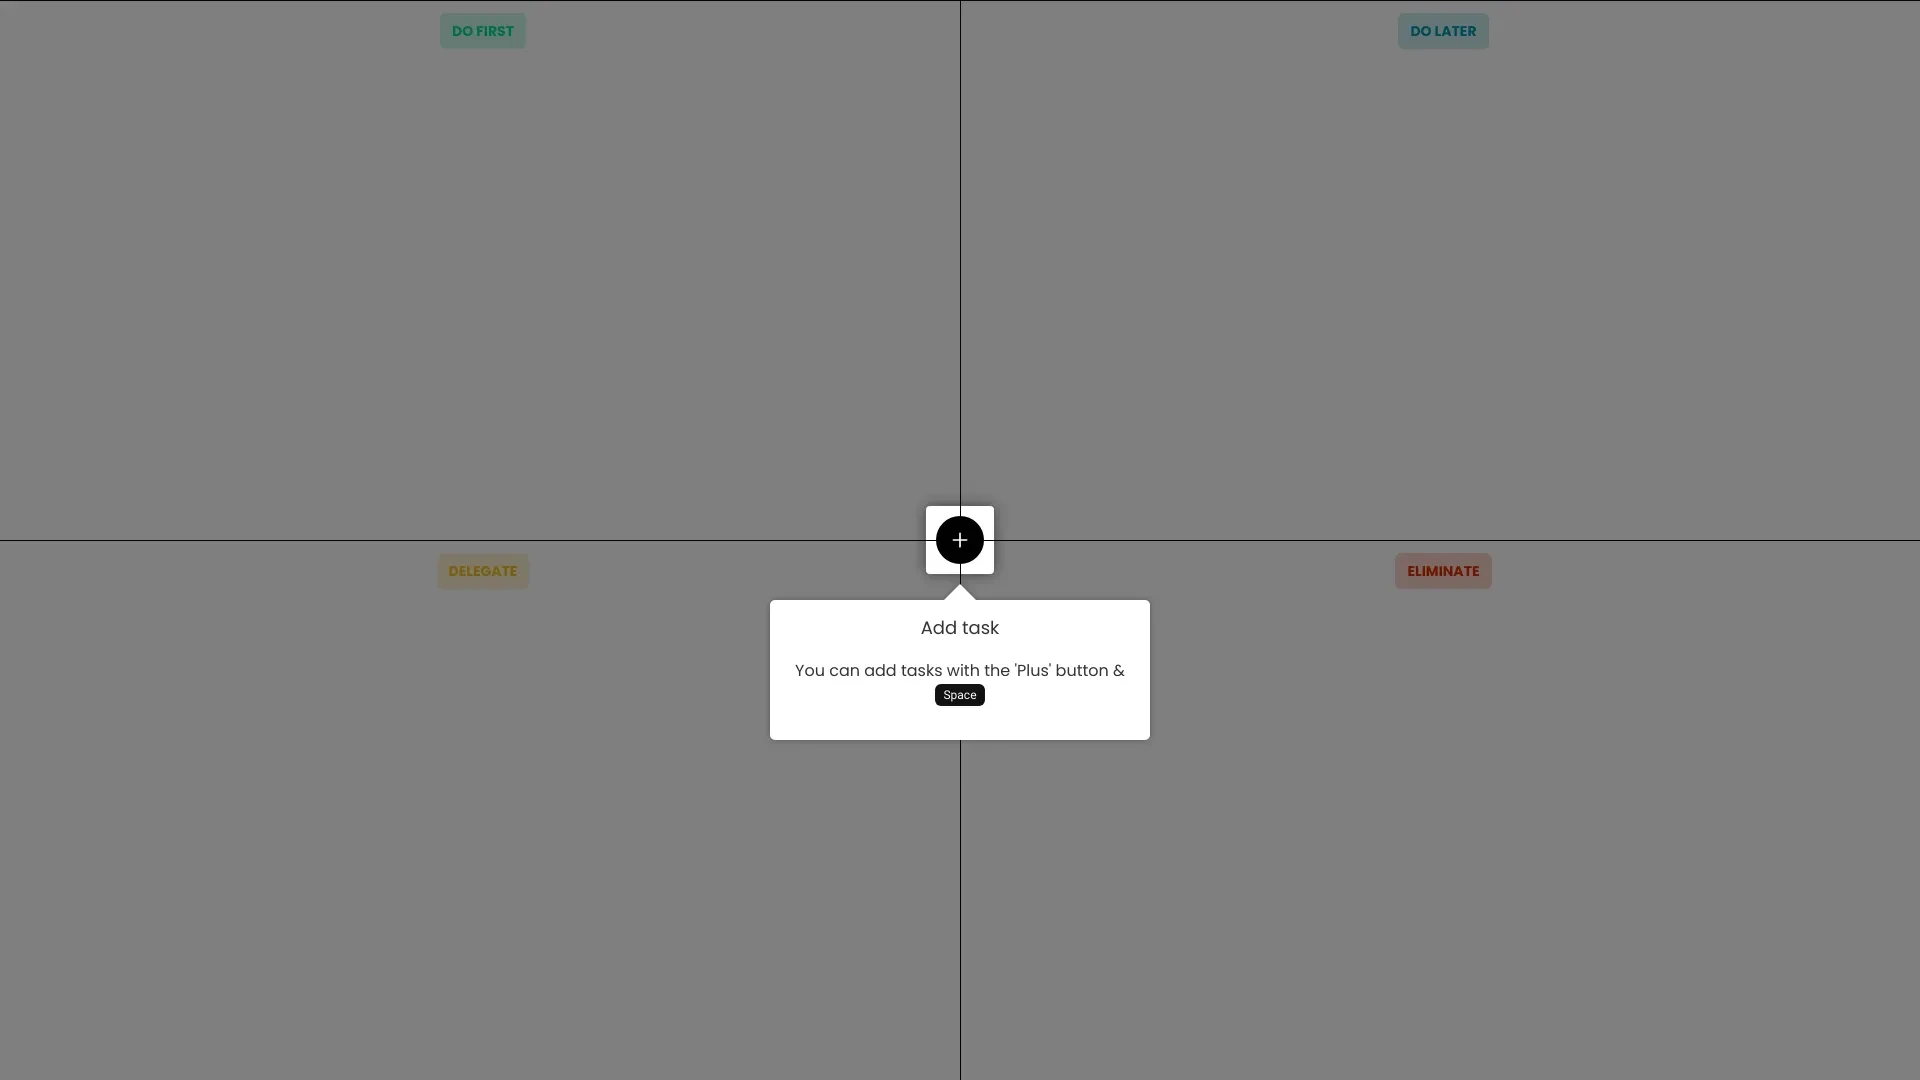 DO FIRST
DO LATER
DELEGATE
ELIMINATE
Add task
You can add tasks with the 'Plus' button &
Space